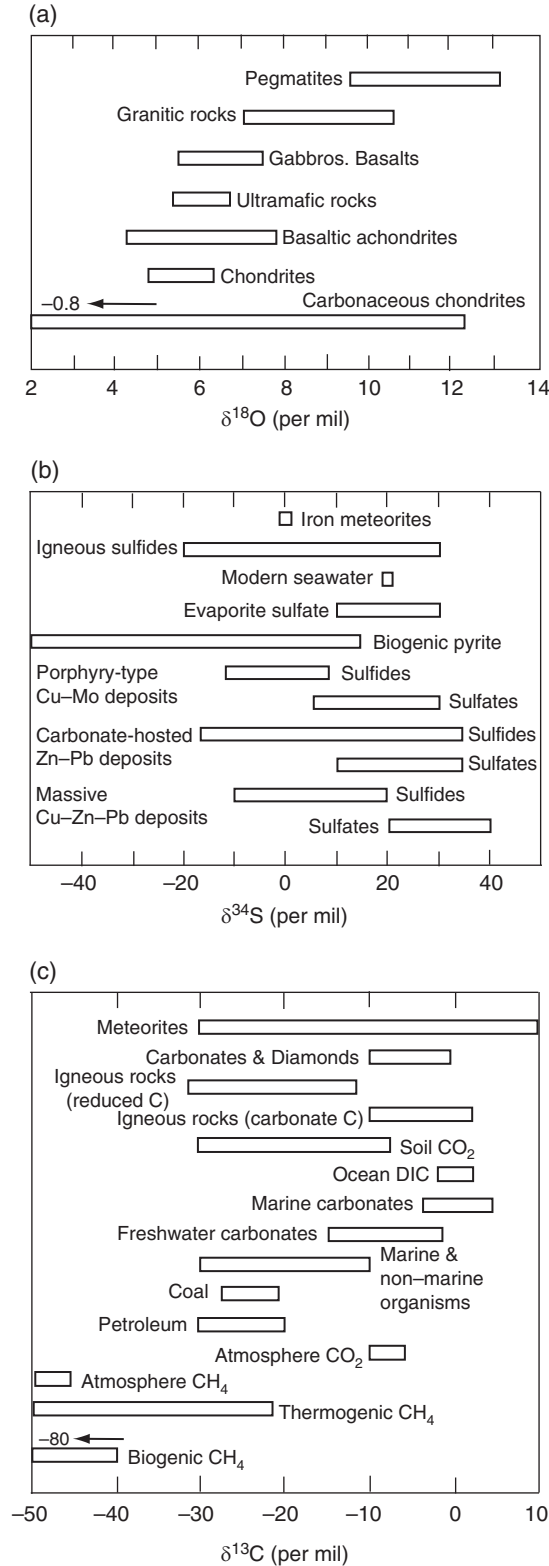 (a)
Pegmatites
Granitic rocks
Gabbros. Basalts
Ultramafic rocks
Basaltic achondrites
Chondrites
–0.8
Carbonaceous chondrites
2 4 6 8 10 12 14
δ¹⁸O (per mil)
(b)
Iron meteorites
Igneous sulfides
Modern seawater
Evaporite sulfate
Biogenic pyrite
Porphyry-type Sulfides
Cu–Mo deposits
Sulfates
Carbonate-hosted Sulfides
Zn–Pb deposits
Sulfates
Massive Sulfides
Cu–Zn–Pb deposits
Sulfates
–40 –20 0 20 40
δ³⁴S (per mil)
(c)
Meteorites
Carbonates & Diamonds
Igneous rocks
(reduced C)
Igneous rocks (carbonate C)
Soil CO₂
Ocean DIC
Marine carbonates
Freshwater carbonates
Marine &
non–marine
organisms
Coal
Petroleum
Atmosphere CO₂
Atmosphere CH₄
Thermogenic CH₄
–80
Biogenic CH₄
–50 –40 –30 –20 –10 0 10
δ¹³C (per mil)